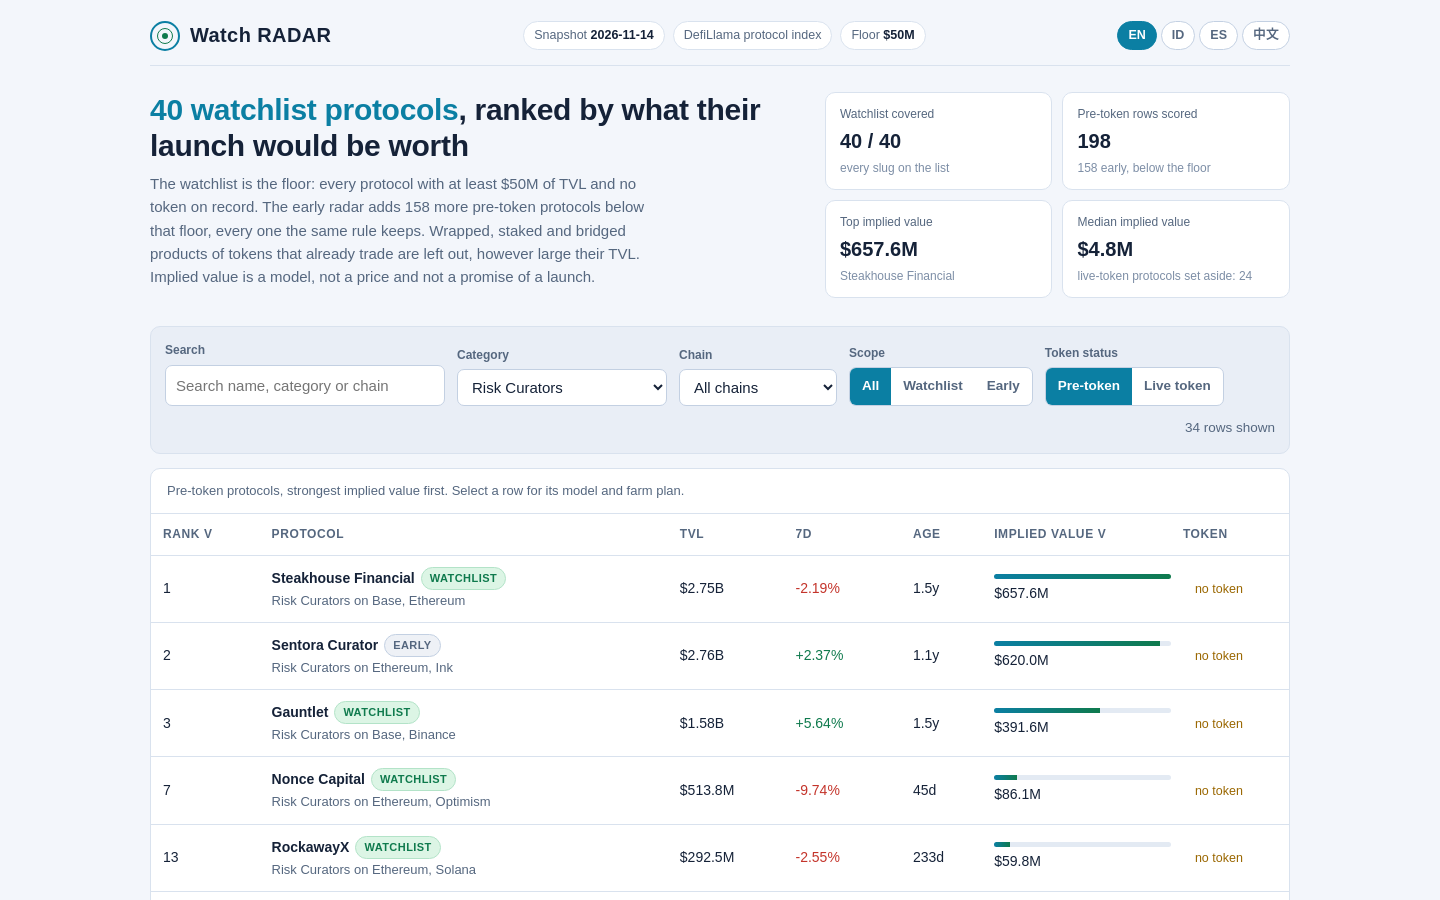 Watch RADAR
Snapshot 2026-11-14
DefiLlama protocol index
Floor $50M
EN
ID
ES
中文
40 watchlist protocols, ranked by what their
launch would be worth
The watchlist is the floor: every protocol with at least $50M of TVL and no
token on record. The early radar adds 158 more pre-token protocols below
that floor, every one the same rule keeps. Wrapped, staked and bridged
products of tokens that already trade are left out, however large their TVL.
Implied value is a model, not a price and not a promise of a launch.
Watchlist covered
40 / 40
every slug on the list
Pre-token rows scored
198
158 early, below the floor
Top implied value
$657.6M
Steakhouse Financial
Median implied value
$4.8M
live-token protocols set aside: 24
Search
Search name, category or chain
Category
Risk Curators
Chain
All chains
Scope
All Watchlist Early
Token status
Pre-token Live token
34 rows shown
Pre-token protocols, strongest implied value first. Select a row for its model and farm plan.
RANK V PROTOCOL TVL 7D AGE IMPLIED VALUE V TOKEN
1 Steakhouse Financial WATCHLIST $2.75B -2.19% 1.5y $657.6M no token
Risk Curators on Base, Ethereum
2 Sentora Curator EARLY $2.76B +2.37% 1.1y $620.0M no token
Risk Curators on Ethereum, Ink
3 Gauntlet WATCHLIST $1.58B +5.64% 1.5y $391.6M no token
Risk Curators on Base, Binance
7 Nonce Capital WATCHLIST $513.8M -9.74% 45d $86.1M no token
Risk Curators on Ethereum, Optimism
13 RockawayX WATCHLIST $292.5M -2.55% 233d $59.8M no token
Risk Curators on Ethereum, Solana